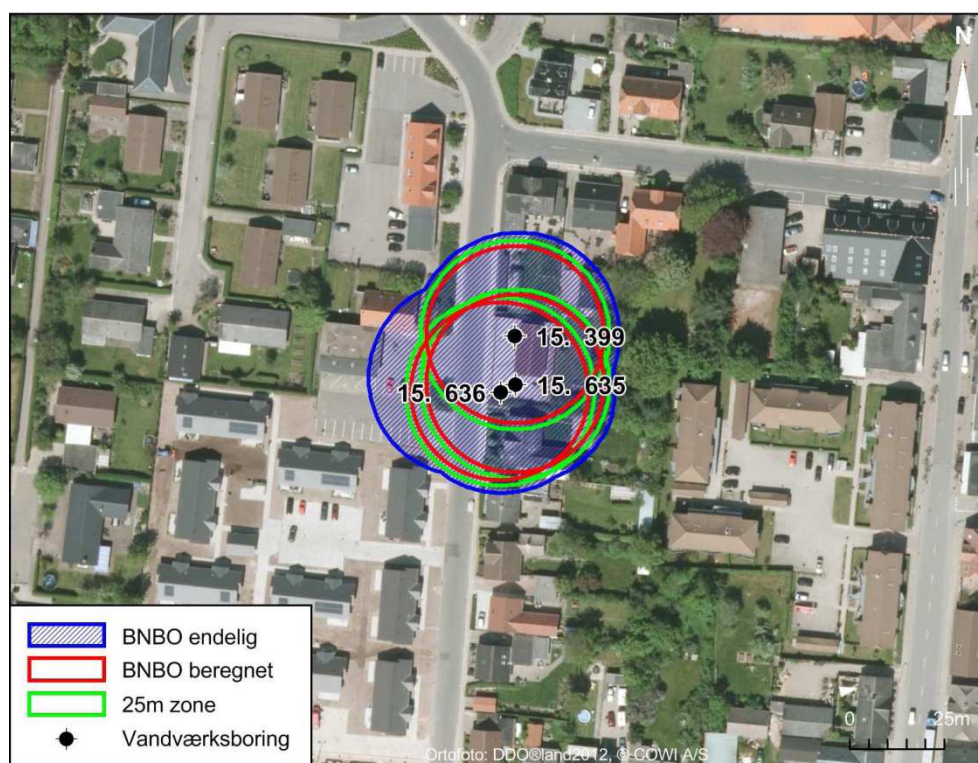 N
15. 399
15. 636
15. 635
BNBO endelig
BNBO beregnet
25m zone
Vandværksboring
0 25m
Ortofoto: DDO®land2012, © COWI A/S